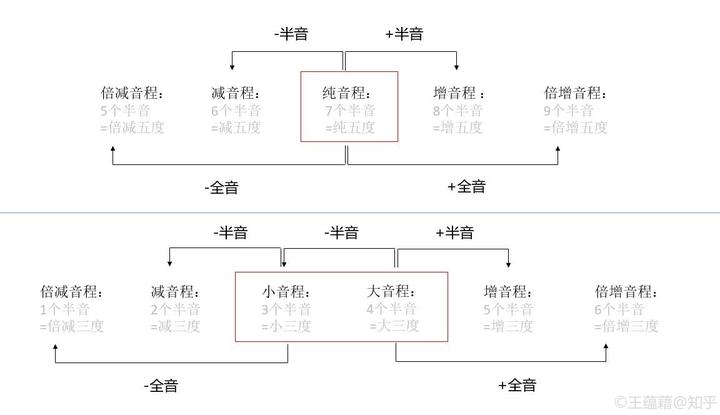 -半音 +半音
倍减音程： 减音程： 纯音程： 增音程： 倍增音程：
5个半音 6个半音 7个半音 8个半音 9个半音
=倍减五度 =减五度 =纯五度 =增五度 =倍增五度
-全音 +全音
-半音 -半音 +半音
倍减音程： 减音程： 小音程： 大音程： 增音程： 倍增音程：
1个半音 2个半音 3个半音 4个半音 5个半音 6个半音
=倍减三度 =减三度 =小三度 =大三度 =增三度 =倍增三度
-全音 +全音
©王蕴藉@知乎